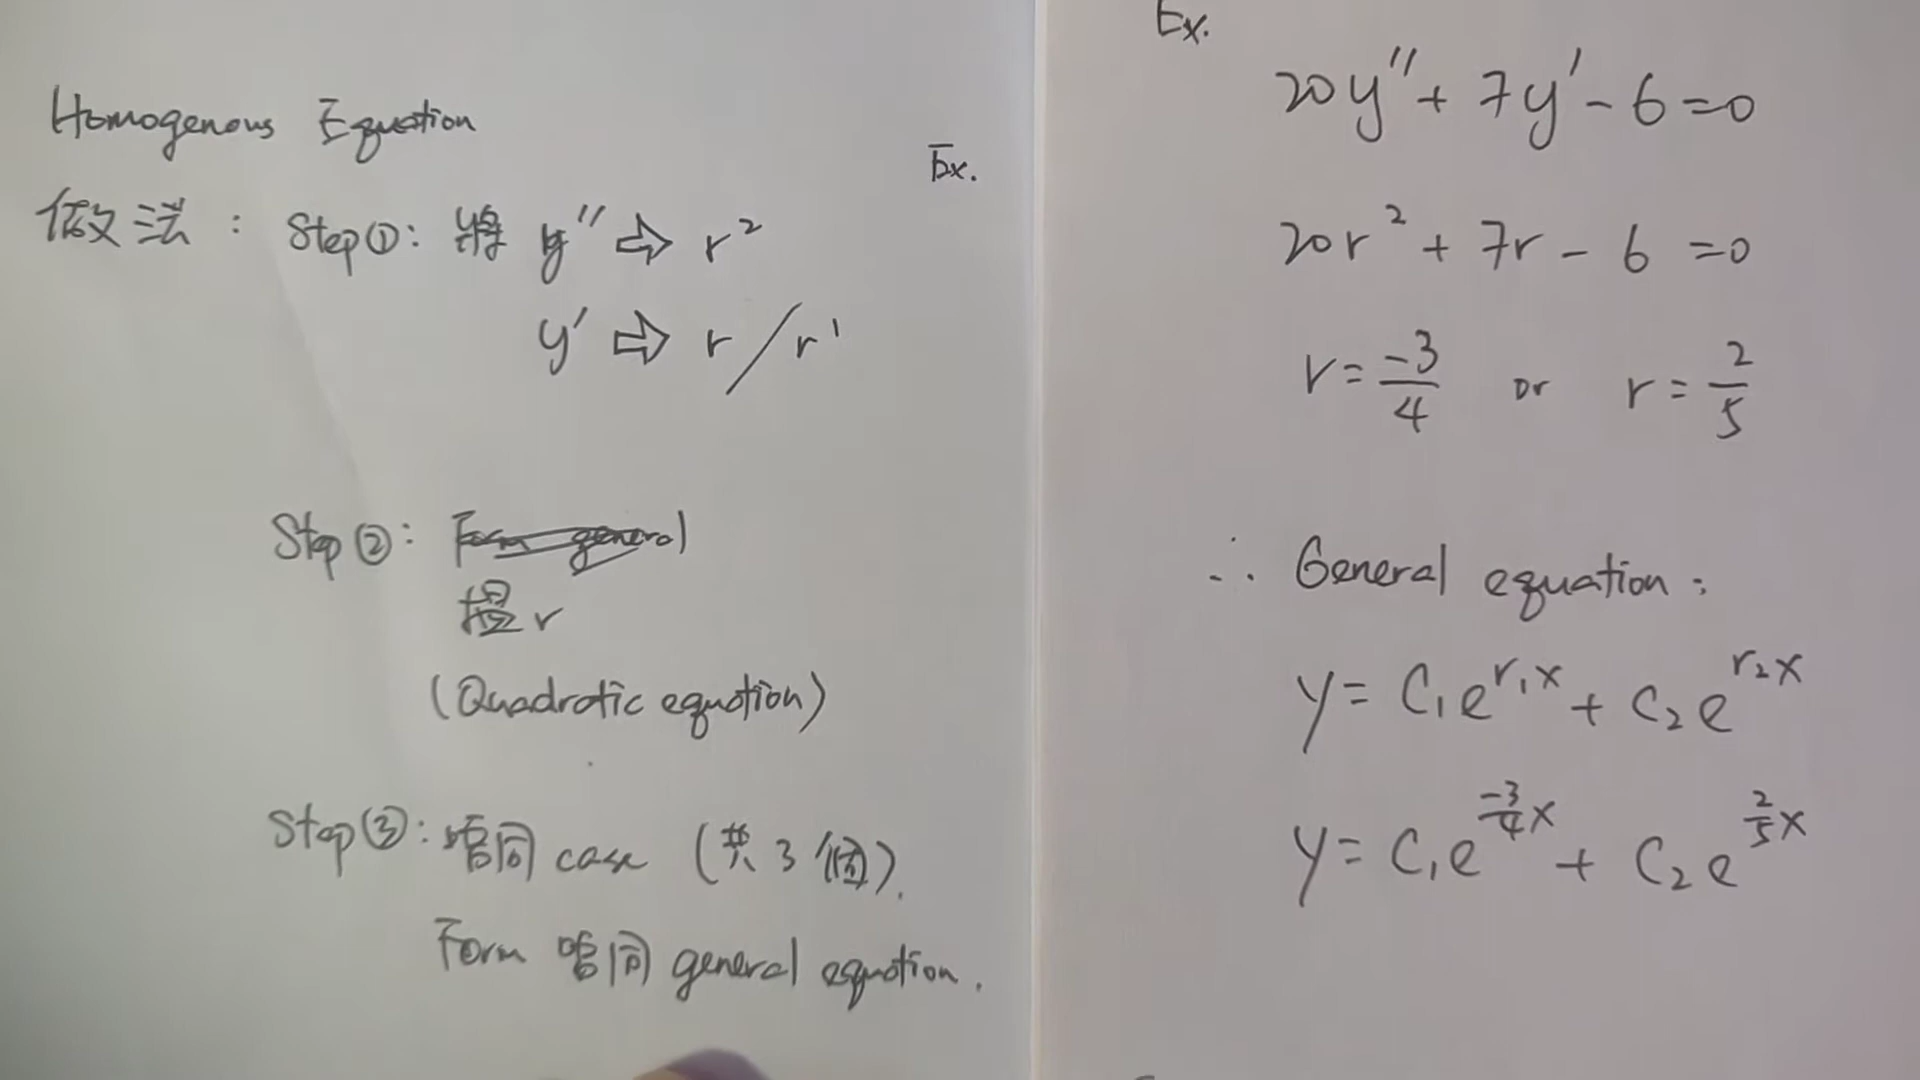 Homogenous Equation
Ex.
做法 : Step①: 將 y'' ⇨ r²
y' ⇨ r / r¹
Step②: Form general
搵 r
(Quadratic equation)
Step③: 唔同 case (共 3 個).
Form 唔同 general equation.
Ex.
20y'' + 7y' - 6 = 0
20r² + 7r - 6 = 0
r = -3/4 or r = 2/5
∴ General equation :
y = C₁e^{r₁x} + C₂e^{r₂x}
y = C₁e^{-3/4 x} + C₂e^{2/5 x}